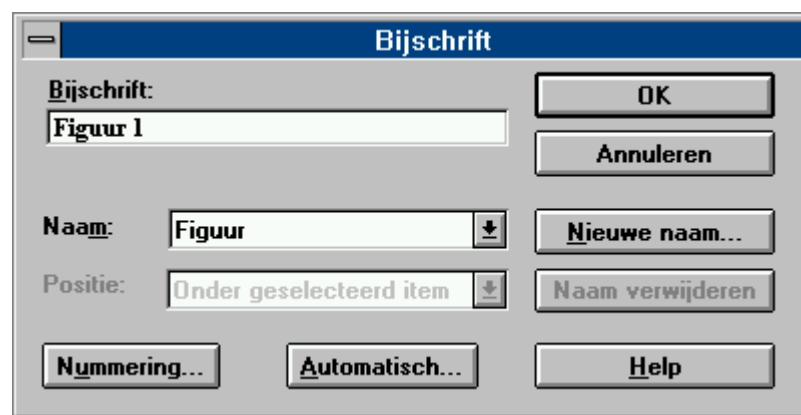 Bijschrift
Bijschrift:
Figuur 1
OK
Annuleren
Naam:
Figuur
Nieuwe naam...
Positie:
Onder geselecteerd item
Naam verwijderen
Nummering...
Automatisch...
Help